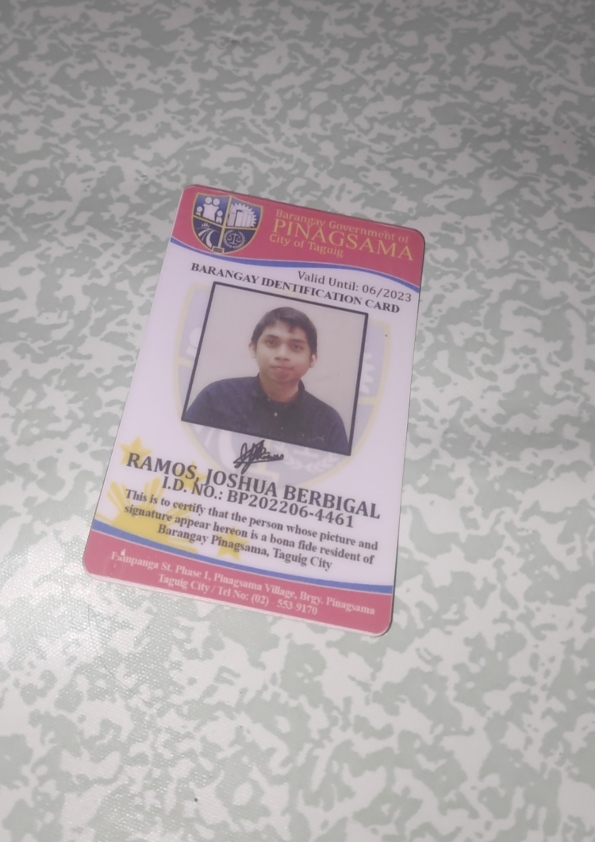 Barangay Government of
PINAGSAMA
City of Taguig
Valid Until: 06/2023
BARANGAY IDENTIFICATION CARD
RAMOS, JOSHUA BERBIGAL
I.D. NO.: BP202206-4461
This is to certify that the person whose picture and
signature appear hereon is a bona fide resident of
Barangay Pinagsama, Taguig City
St. Phase 1, Pinagsama Village, Brgy. Pinagsama
Taguig City / Tel No: (02) 553 9170